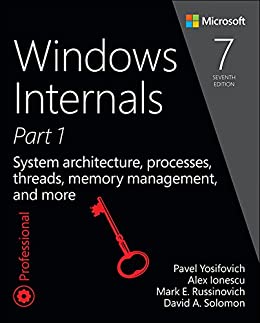 Microsoft
Windows
Internals
7
SEVENTH
EDITION
Part 1
System architecture, processes,
threads, memory management,
and more
Professional
Pavel Yosifovich
Alex Ionescu
Mark E. Russinovich
David A. Solomon